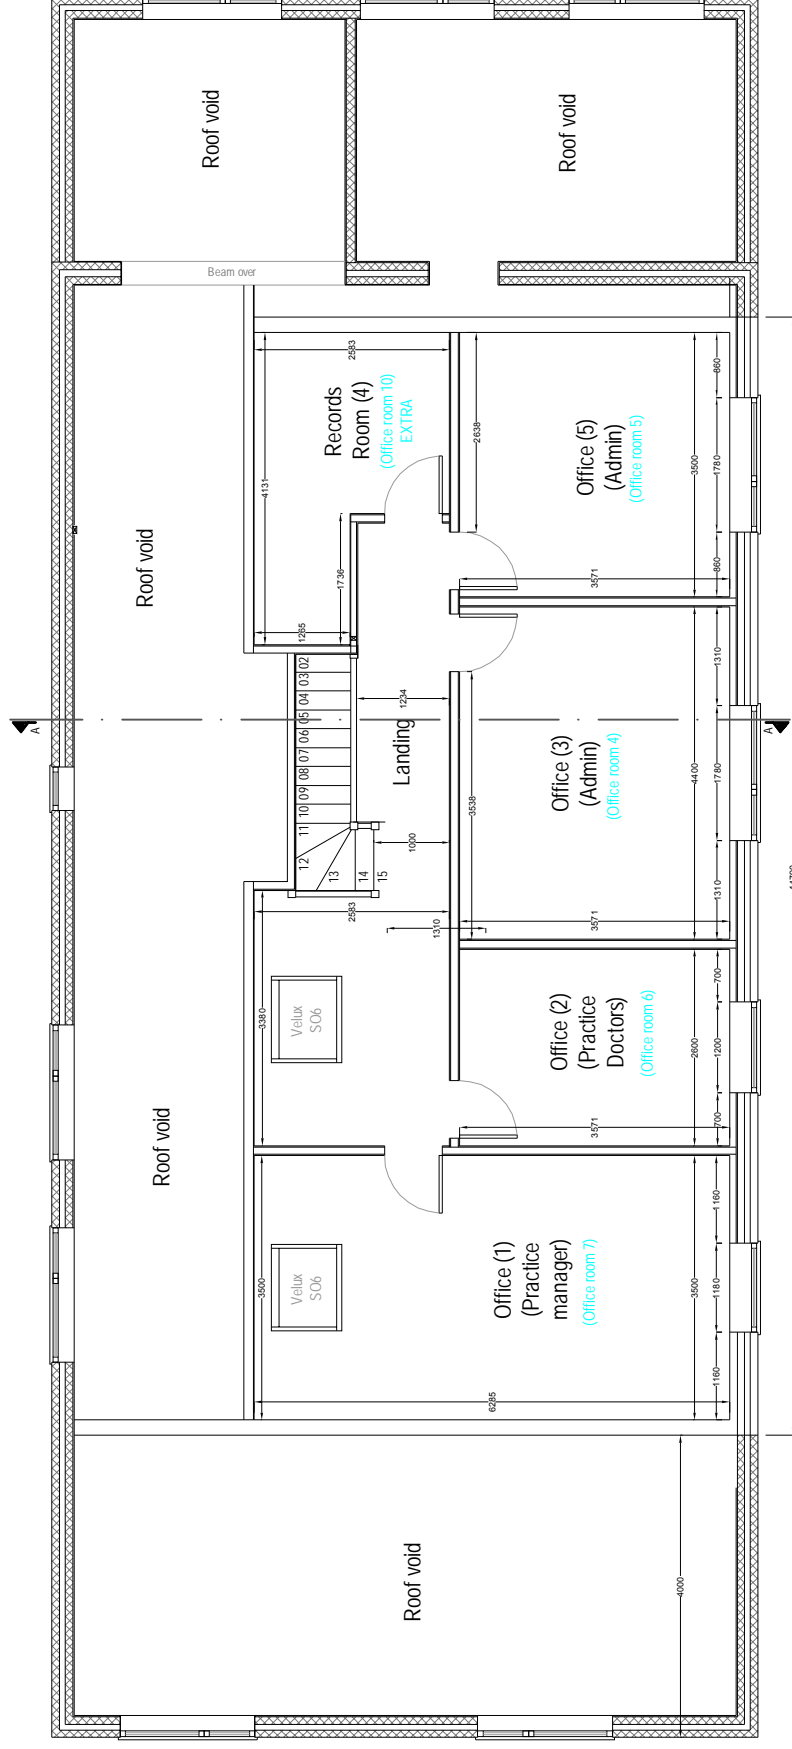 Roof void
Roof void
Beam over
2583
Records
Room (4)
(Office room 10)
EXTRA
4131
2638
Office (5)
(Admin)
(Office room 5)
3500
860
1780
860
Roof void
1736
1265
3571
02
03
04
05
06
07
08
09
10
11
12
13
14
15
1234
Landing
A
A
1310
Office (3)
(Admin)
(Office room 4)
4400
1780
3538
1000
1310
2583
1310
3571
3380
Velux
SO6
Office (2)
(Practice
Doctors)
(Office room 6)
2600
700
1200
700
3571
Roof void
3500
Velux
SO6
Office (1)
(Practice
manager)
(Office room 7)
3500
1160
1180
1160
6285
Roof void
4000